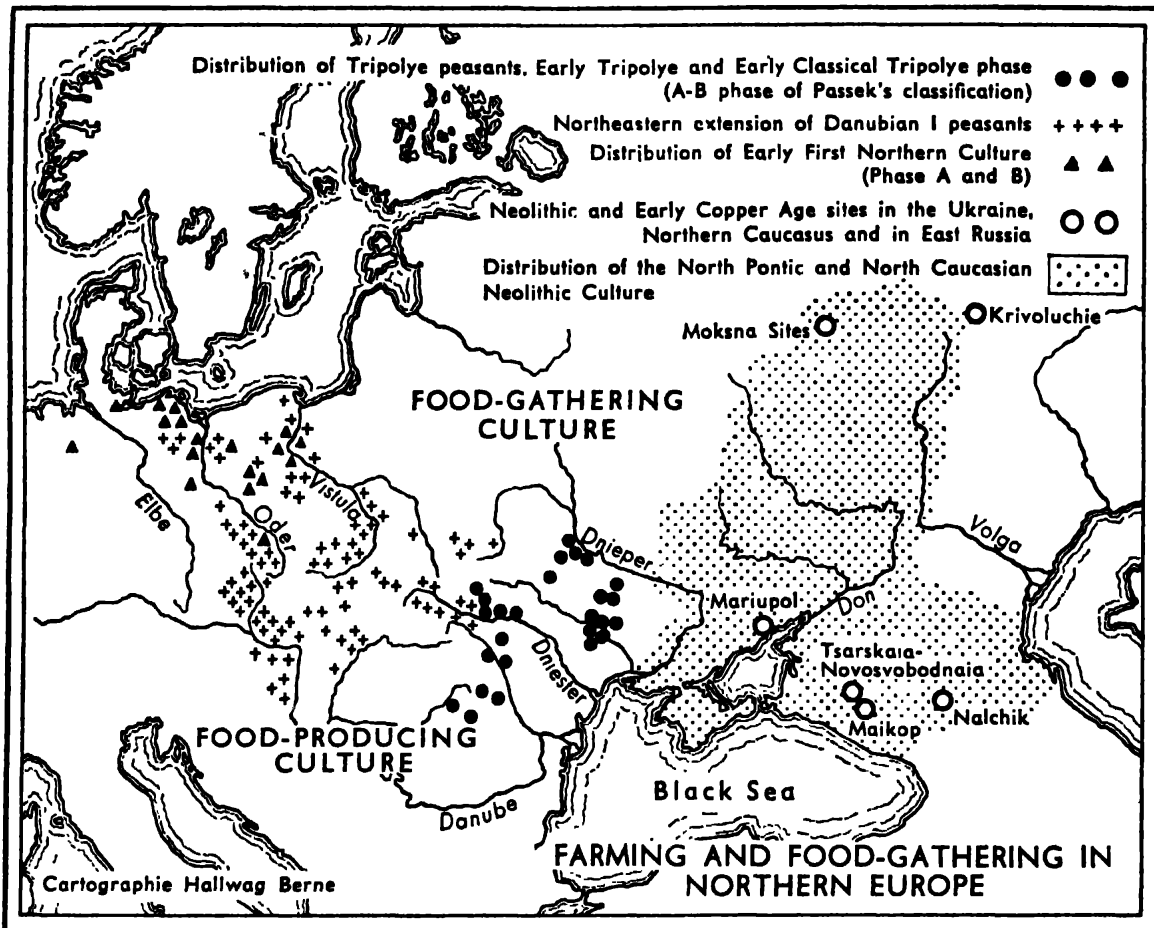 Distribution of Tripolye peasants. Early Tripolye and Early Classical Tripolye phase
(A-B phase of Passek's classification)
Northeastern extension of Danubian I peasants
Distribution of Early First Northern Culture
(Phase A and B)
Neolithic and Early Copper Age sites in the Ukraine,
Northern Caucasus and in East Russia
Distribution of the North Pontic and North Caucasian
Neolithic Culture
Moksna Sites
Krivoluchie
FOOD-GATHERING
CULTURE
Elbe
Oder
Vistula
Dnieper
Volga
Mariupol
Don
Tsarskaia-
Novosvobodnaia
Dniester
Maikop
Nalchik
FOOD-PRODUCING
CULTURE
Danube
Black Sea
FARMING AND FOOD-GATHERING IN
NORTHERN EUROPE
Cartographie Hallwag Berne